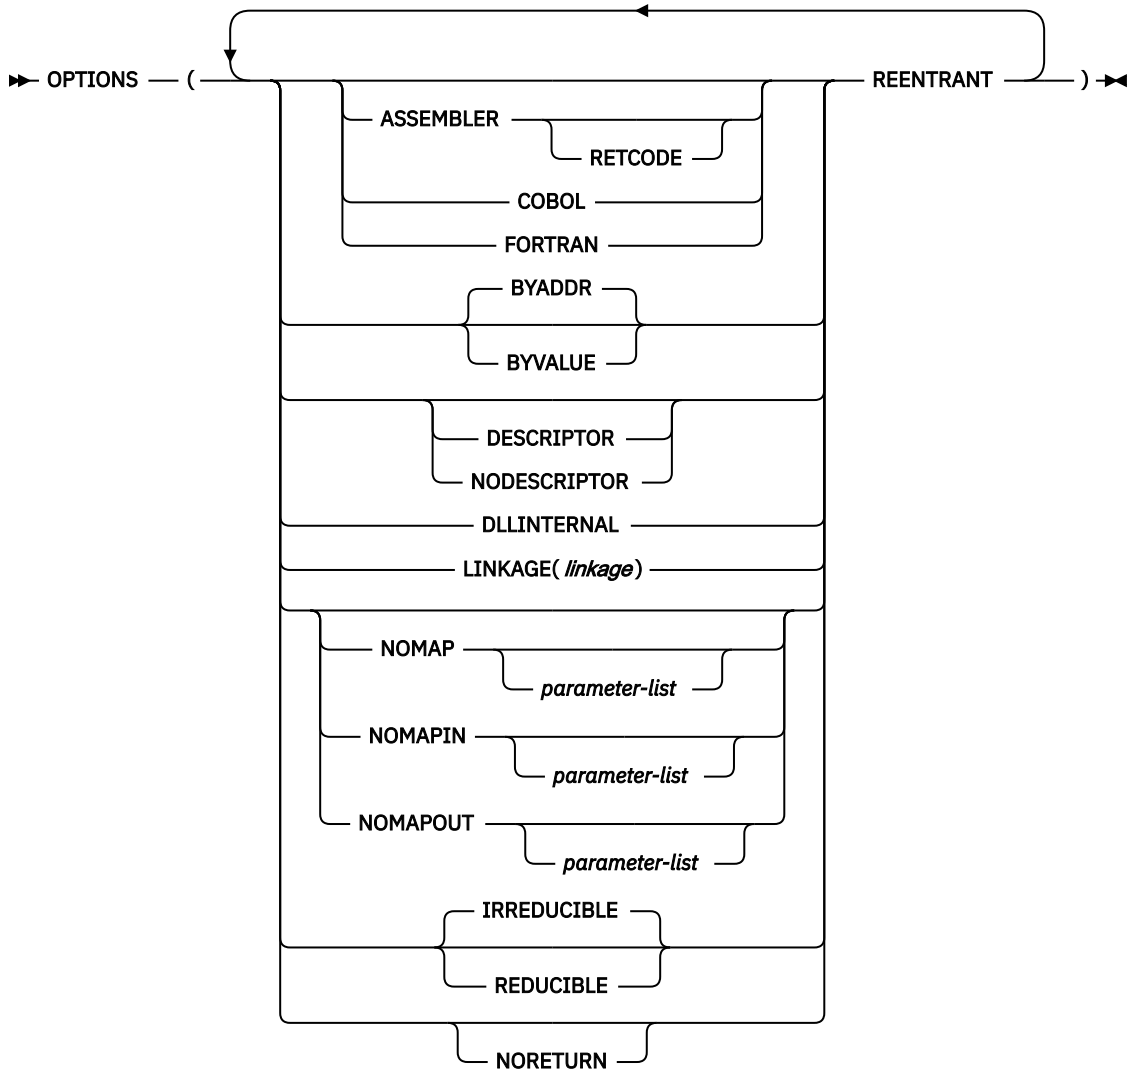 OPTIONS ( REENTRANT )
ASSEMBLER
RETCODE
COBOL
FORTRAN
BYADDR
BYVALUE
DESCRIPTOR
NODESCRIPTOR
DLLINTERNAL
LINKAGE( linkage )
NOMAP
parameter-list
NOMAPIN
parameter-list
NOMAPOUT
parameter-list
IRREDUCIBLE
REDUCIBLE
NORETURN